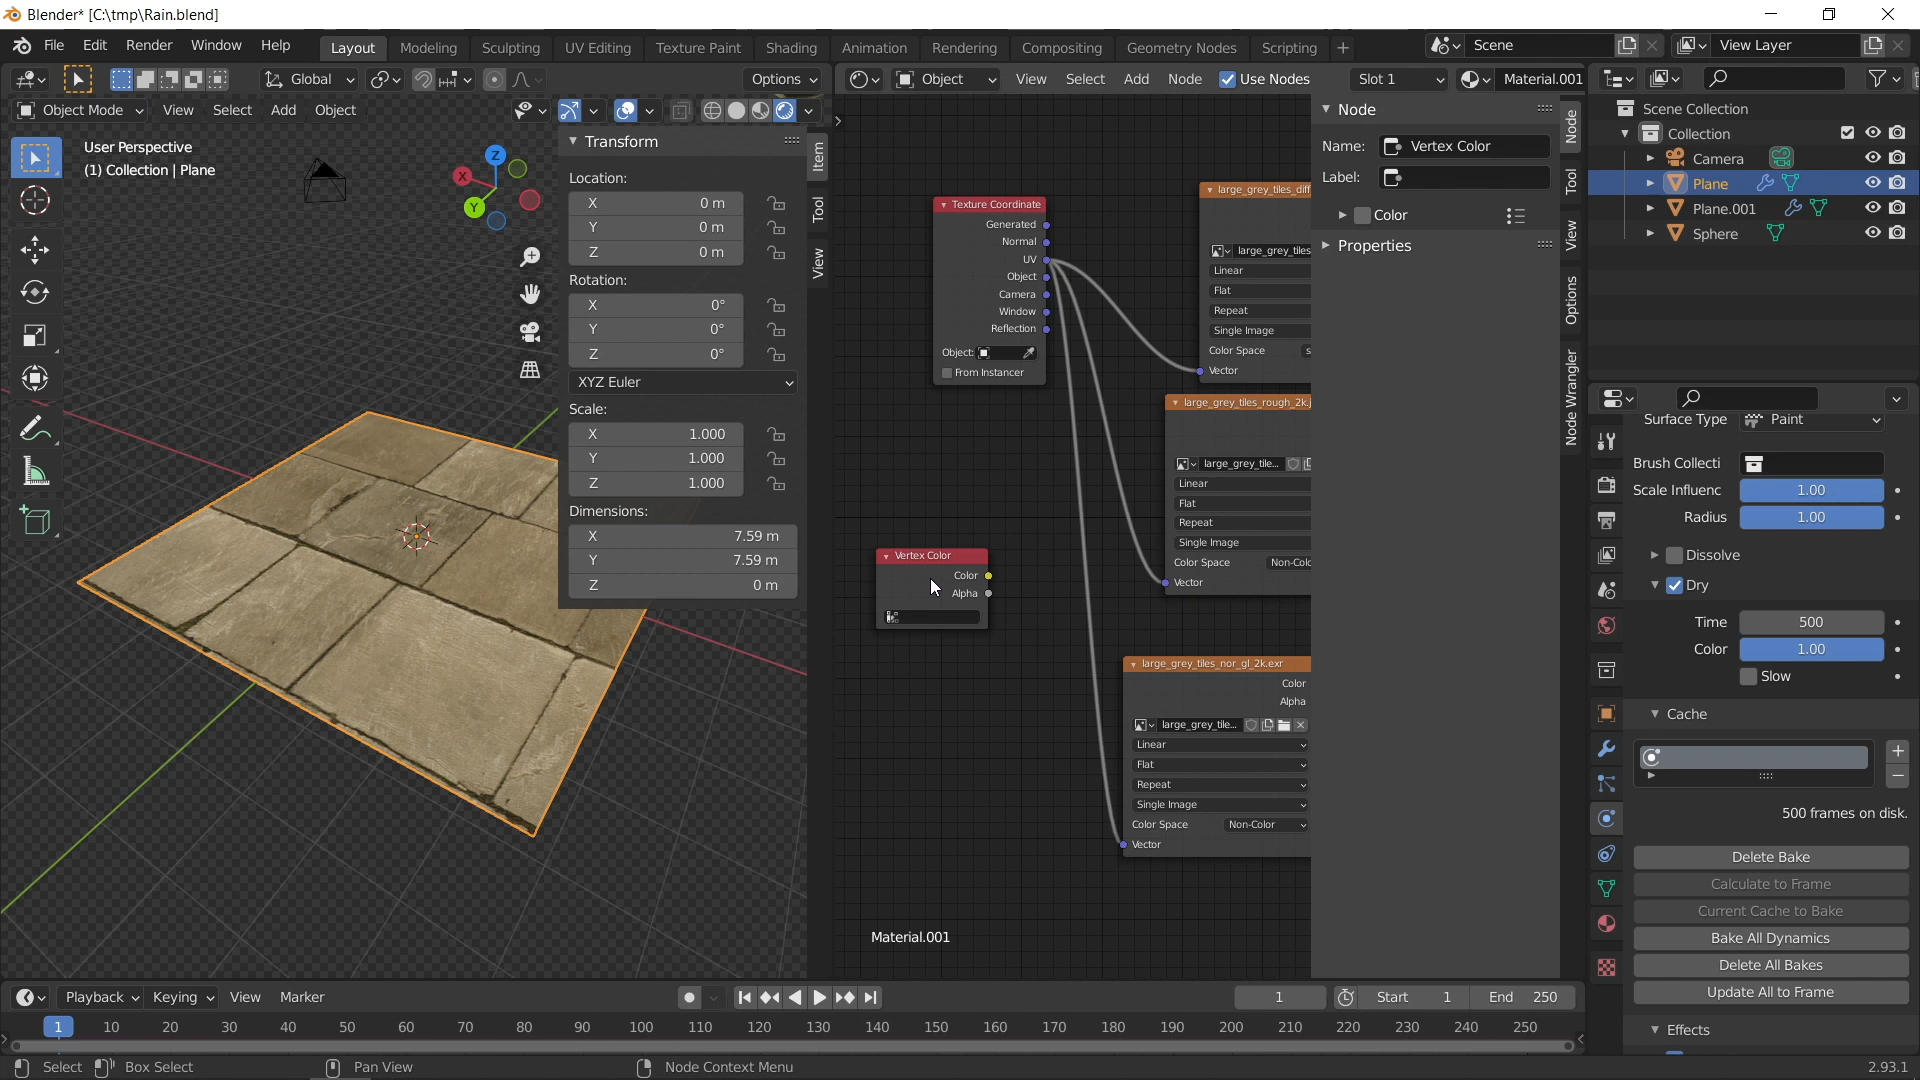 Blender* [C:\tmp\Rain.blend]
File Edit Render Window Help
Layout Modeling Sculpting UV Editing Texture Paint Shading Animation Rendering Compositing Geometry Nodes Scripting +
Scene
View Layer
Global
Options
Object Mode View Select Add Object
User Perspective
(1) Collection | Plane
X
Y
Z
Transform
Location:
X 0 m
Y 0 m
Z 0 m
Rotation:
X 0°
Y 0°
Z 0°
XYZ Euler
Scale:
X 1.000
Y 1.000
Z 1.000
Dimensions:
X 7.59 m
Y 7.59 m
Z 0 m
Item
Tool
View
Object View Select Add Node Use Nodes Slot 1 Material.001
Texture Coordinate
Generated
Normal
UV
Object
Camera
Window
Reflection
Object:
From Instancer
large_grey_tiles_diff
large_grey_tiles
Linear
Flat
Repeat
Single Image
Color Space s
Vector
large_grey_tiles_rough_2k.j
large_grey_tile...
Linear
Flat
Repeat
Single Image
Color Space Non-Colo
Vector
Vertex Color
Color
Alpha
large_grey_tiles_nor_gl_2k.exr
Color
Alpha
large_grey_tile...
Linear
Flat
Repeat
Single Image
Color Space Non-Color
Vector
Material.001
Node
Name: Vertex Color
Label:
Color
Properties
Node
Tool
View
Options
Node Wrangler
Scene Collection
Collection
Camera
Plane
Plane.001
Sphere
Surface Type Paint
Brush Collecti
Scale Influenc 1.00
Radius 1.00
Dissolve
Dry
Time 500
Color 1.00
Slow
Cache
500 frames on disk.
Delete Bake
Calculate to Frame
Current Cache to Bake
Bake All Dynamics
Delete All Bakes
Update All to Frame
Effects
Playback Keying View Marker
1
Start 1
End 250
1 10 20 30 40 50 60 70 80 90 100 110 120 130 140 150 160 170 180 190 200 210 220 230 240 250
Select
Box Select
Pan View
Node Context Menu
2.93.1